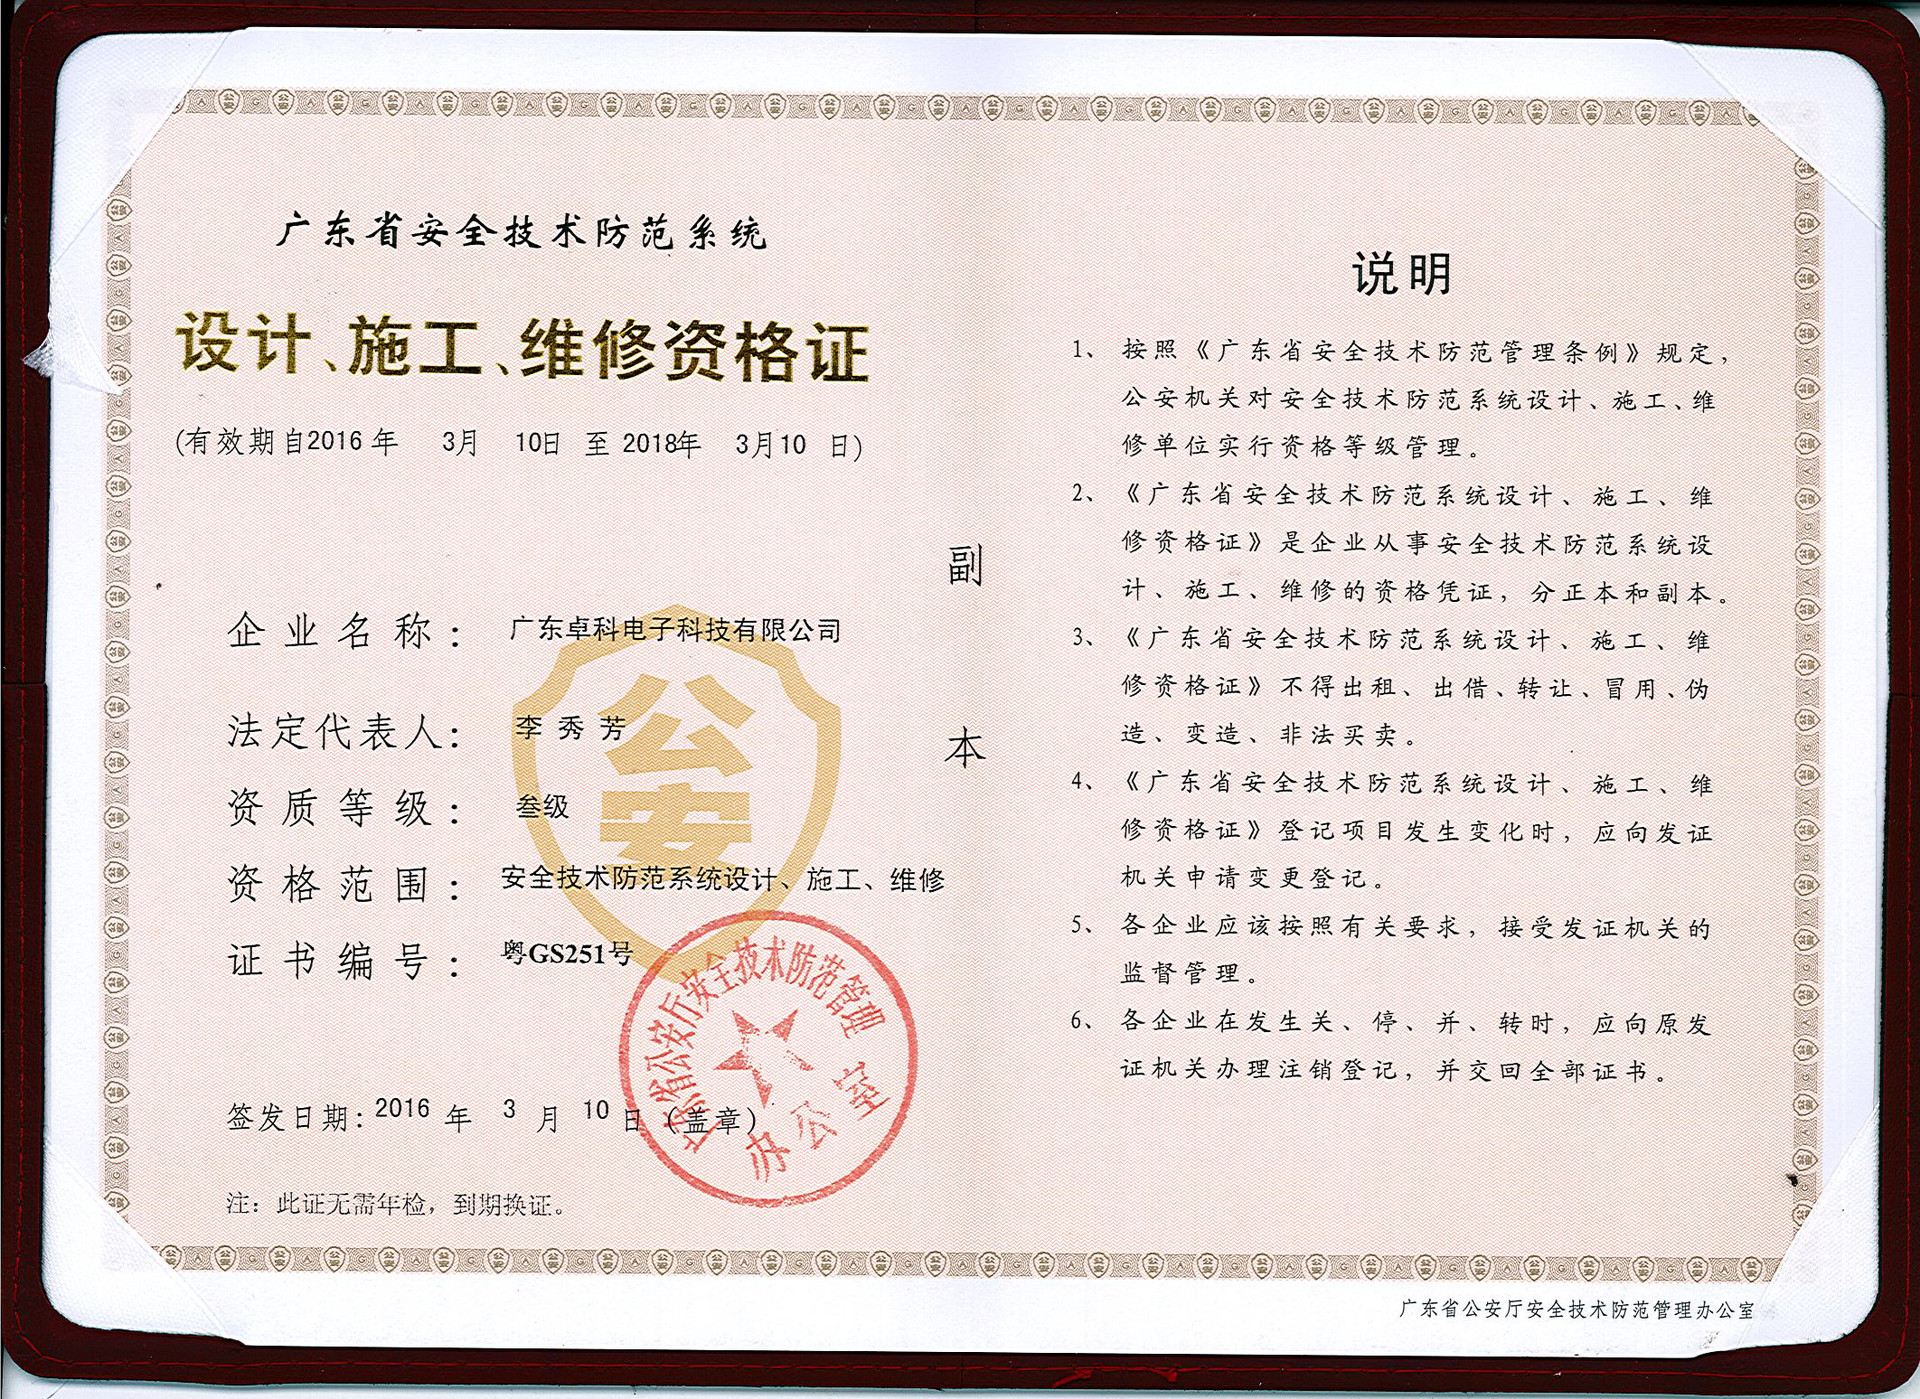 广东省安全技术防范系统
设计、施工、维修资格证
(有效期自2016年 3月 10日 至 2018年 3月10 日)
企业名称： 广东卓科电子科技有限公司
法定代表人： 李秀芳
资质等级： 叁级
资格范围： 安全技术防范系统设计、施工、维修
证书编号： 粤GS251号
公安
广东省公安厅安全技术防范管理
办公室
签发日期：2016 年 3 月 10 日（盖章）
注：此证无需年检，到期换证。
副
本
说明
1、按照《广东省安全技术防范管理条例》规定，
公安机关对安全技术防范系统设计、施工、维
修单位实行资格等级管理。
2、《广东省安全技术防范系统设计、施工、维
修资格证》是企业从事安全技术防范系统设
计、施工、维修的资格凭证，分正本和副本。
3、《广东省安全技术防范系统设计、施工、维
修资格证》不得出租、出借、转让、冒用、伪
造、变造、非法买卖。
4、《广东省安全技术防范系统设计、施工、维
修资格证》登记项目发生变化时，应向发证
机关申请变更登记。
5、各企业应该按照有关要求，接受发证机关的
监督管理。
6、各企业在发生关、停、并、转时，应向原发
证机关办理注销登记，并交回全部证书。
广东省公安厅安全技术防范管理办公室